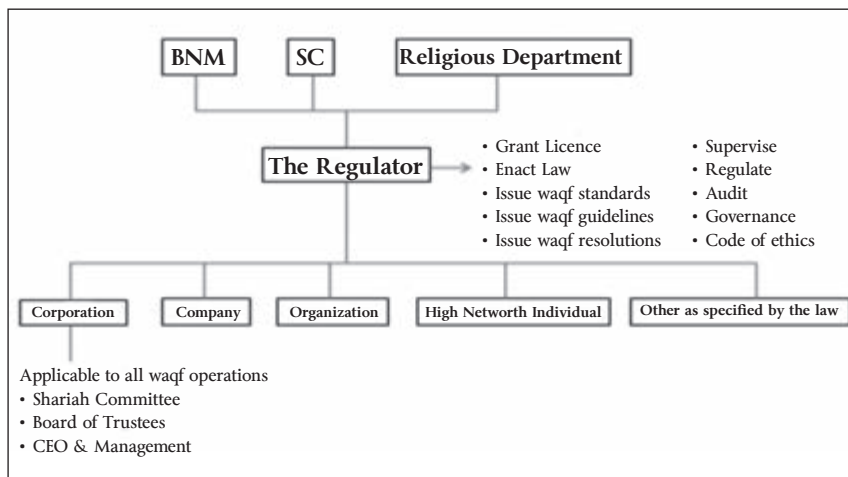 BNM
SC
Religious Department
The Regulator
• Grant Licence
• Enact Law
• Issue waqf standards
• Issue waqf guidelines
• Issue waqf resolutions
• Supervise
• Regulate
• Audit
• Governance
• Code of ethics
Corporation
Company
Organization
High Networth Individual
Other as specified by the law
Applicable to all waqf operations
• Shariah Committee
• Board of Trustees
• CEO & Management